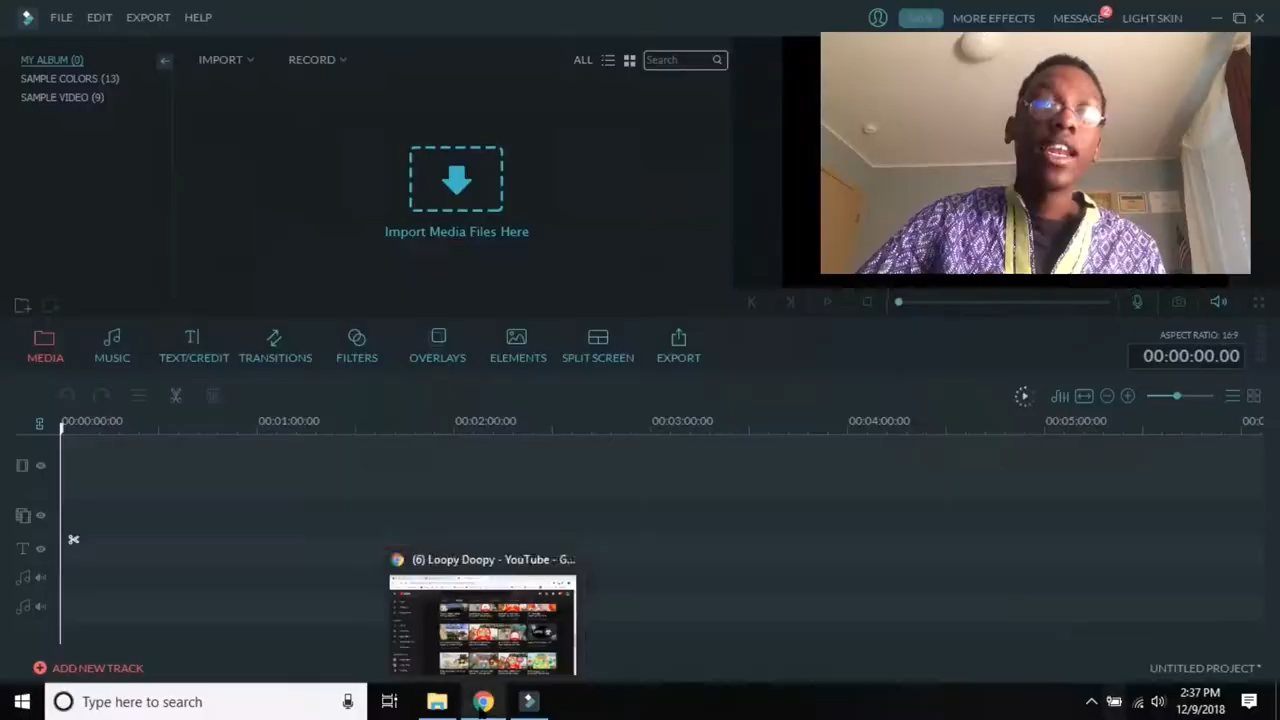 FILE EDIT EXPORT HELP
MORE EFFECTS MESSAGE 2 LIGHT SKIN
MY ALBUM (0)
SAMPLE COLORS (13)
SAMPLE VIDEO (9)
IMPORT RECORD ALL Search
Import Media Files Here
MEDIA MUSIC TEXT/CREDIT TRANSITIONS FILTERS OVERLAYS ELEMENTS SPLIT SCREEN EXPORT
ASPECT RATIO: 16:9
00:00:00.00
00:00:00:00 00:01:00:00 00:02:00:00 00:03:00:00 00:04:00:00 00:05:00:00 00:0
(6) Loopy Doopy - YouTube - G...
ADD NEW TRACK
UNTITLED PROJECT *
Type here to search
2:37 PM
12/9/2018